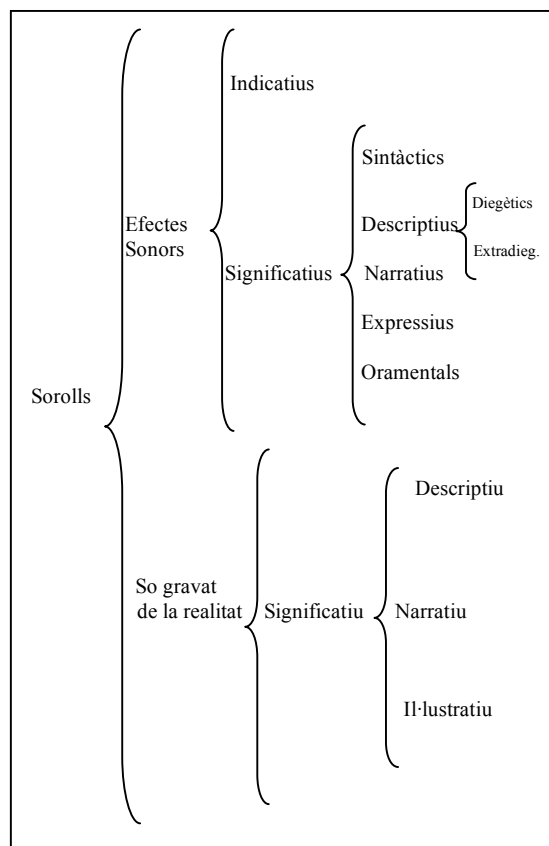 Indicatius
Sintàctics
Diegètics
Efectes
Sonors
Descriptius
Extradieg.
Significatius
Narratius
Expressius
Oramentals
Sorolls
Descriptiu
So gravat
de la realitat
Significatiu
Narratiu
Il·lustratiu